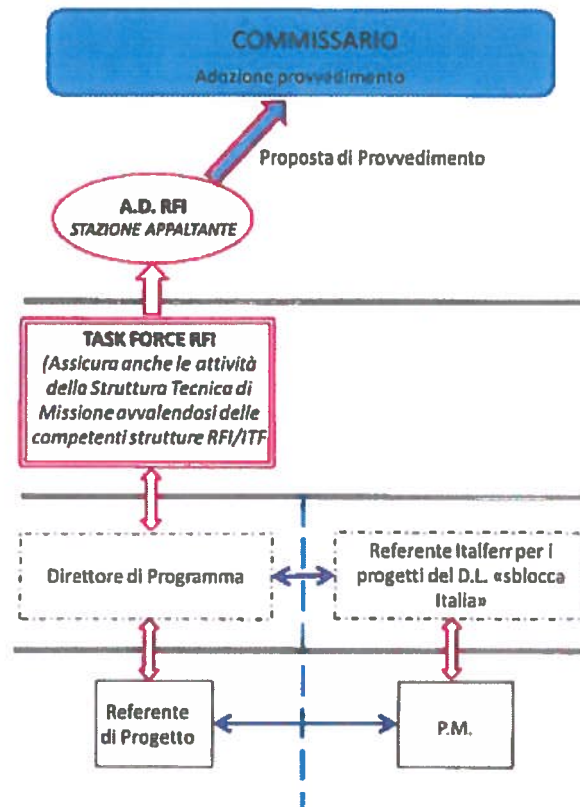 COMMISSARIO
Adozione provvedimento
Proposta di Provvedimento
A.D. RFI
STAZIONE APPALTANTE
TASK FORCE RFI
(Assicura anche le attività
della Struttura Tecnica di
Missione avvalendosi delle
competenti strutture RFI/ITF
Direttore di Programma
Referente Italferr per i
progetti del D.L. «sblocca
Italia»
Referente
di Progetto
P.M.